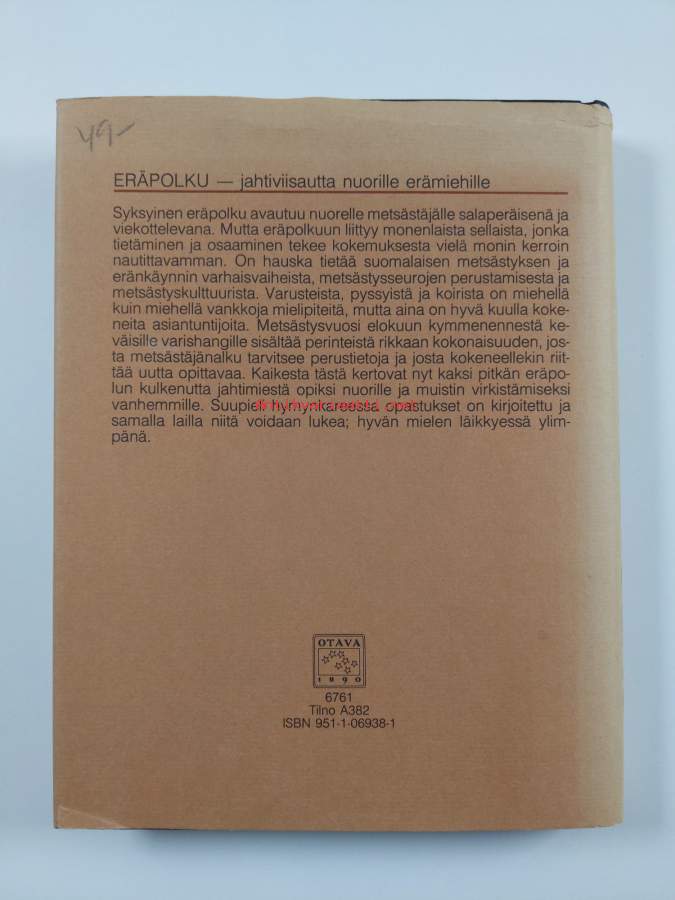 49-
ERÄPOLKU — jahtiviisautta nuorille erämiehille
Syksyinen eräpolku avautuu nuorelle metsästäjälle salaperäisenä ja
viekottelevana. Mutta eräpolkuun liittyy monenlaista sellaista, jonka
tietäminen ja osaaminen tekee kokemuksesta vielä monin kerroin
nautittavamman. On hauska tietää suomalaisen metsästyksen ja
eränkäynnin varhaisvaiheista, metsästysseurojen perustamisesta ja
metsästyskulttuurista. Varusteista, pyssyistä ja koirista on miehellä
kuin miehellä vankkoja mielipiteitä, mutta aina on hyvä kuulla koke-
neita asiantuntijoita. Metsästysvuosi elokuun kymmenennestä ke-
väisille varishangille sisältää perinteistä rikkaan kokonaisuuden, jos-
ta metsästäjänalku tarvitsee perustietoja ja josta kokeneellekin riit-
tää uutta opittavaa. Kaikesta tästä kertovat nyt kaksi pitkän eräpo-
lun kulkenutta jahtimiestä opiksi nuorille ja muistin virkistämiseksi
vanhemmille. Suupieli hymynkareessa opastukset on kirjoitettu ja
samalla lailla niitä voidaan lukea; hyvän mielen läikkyessä ylim-
pänä.
OTAVA
1890
6761
Tilno A382
ISBN 951-1-06938-1